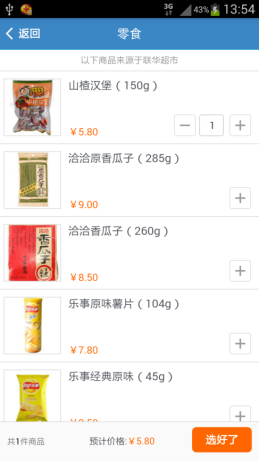 3G 43% 13:54
返回 零食
以下商品来源于联华超市
山楂汉堡（150g）
¥5.80 1
洽洽原香瓜子（285g）
¥9.00
洽洽香瓜子（260g）
¥8.50
乐事原味薯片（104g）
¥7.80
乐事经典原味（45g）
共1件商品 预计价格:¥5.80 选好了